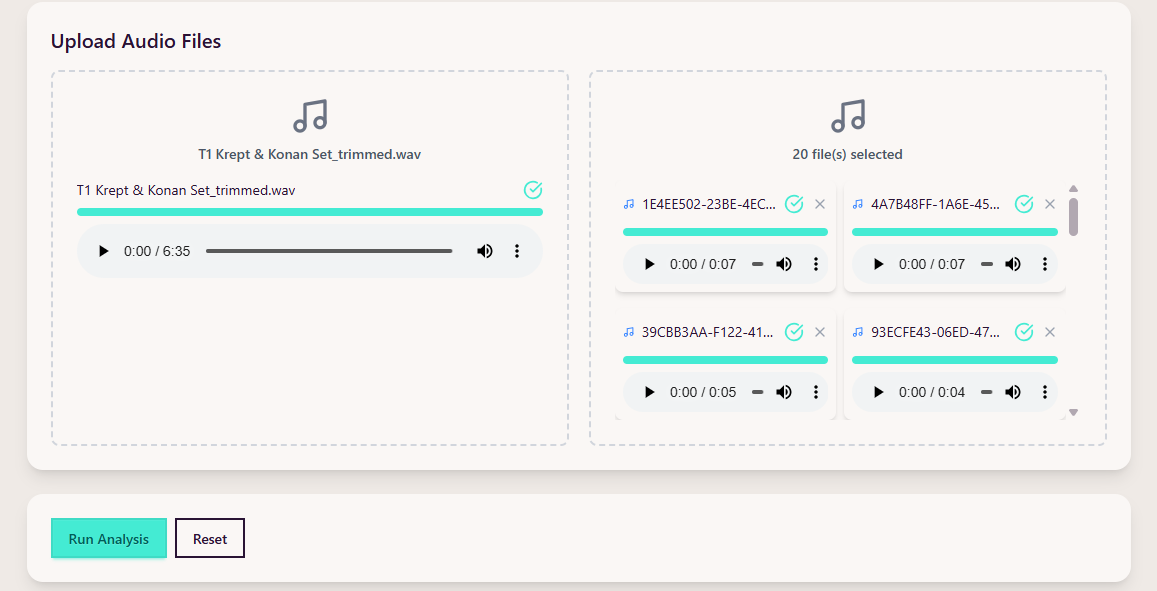 Upload Audio Files
T1 Krept & Konan Set_trimmed.wav
T1 Krept & Konan Set_trimmed.wav
0:00 / 6:35
20 file(s) selected
1E4EE502-23BE-4EC...
4A7B48FF-1A6E-45...
0:00 / 0:07
0:00 / 0:07
39CBB3AA-F122-41...
93ECFE43-06ED-47...
0:00 / 0:05
0:00 / 0:04
Run Analysis
Reset